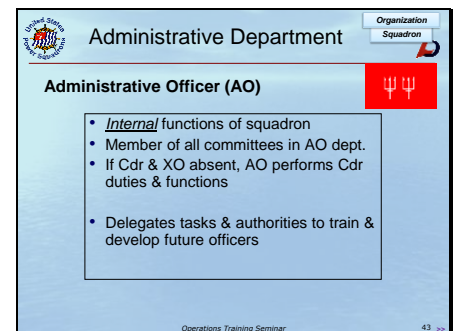 United States
Power Squadrons
Administrative Department
Organization
Squadron
Administrative Officer (AO)
• Internal functions of squadron
• Member of all committees in AO dept.
• If Cdr & XO absent, AO performs Cdr
duties & functions
• Delegates tasks & authorities to train &
develop future officers
Operations Training Seminar
43 >>